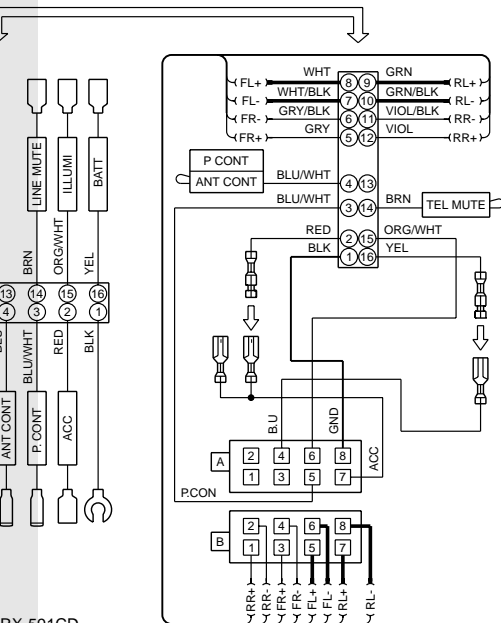 LINE MUTE
ILLUMI
BATT
BRN
ORG/WHT
YEL
13 14 15 16
4 3 2 1
BLU/WHT
RED
BLK
ANT CONT
P. CONT
ACC
FL+ WHT 8 9 GRN RL+
FL- WHT/BLK 7 10 GRN/BLK RL-
FR- GRY/BLK 6 11 VIOL/BLK RR-
FR+ GRY 5 12 VIOL RR+
P CONT
ANT CONT BLU/WHT 4 13
BLU/WHT 3 14 BRN TEL MUTE
RED 2 15 ORG/WHT
BLK 1 16 YEL
B.U
GND
ACC
A 2 4 6 8
1 3 5 7
P.CON
B 2 4 6 8
1 3 5 7
RR+ RR- FR+ FR- FL+ FL- RL+ RL-